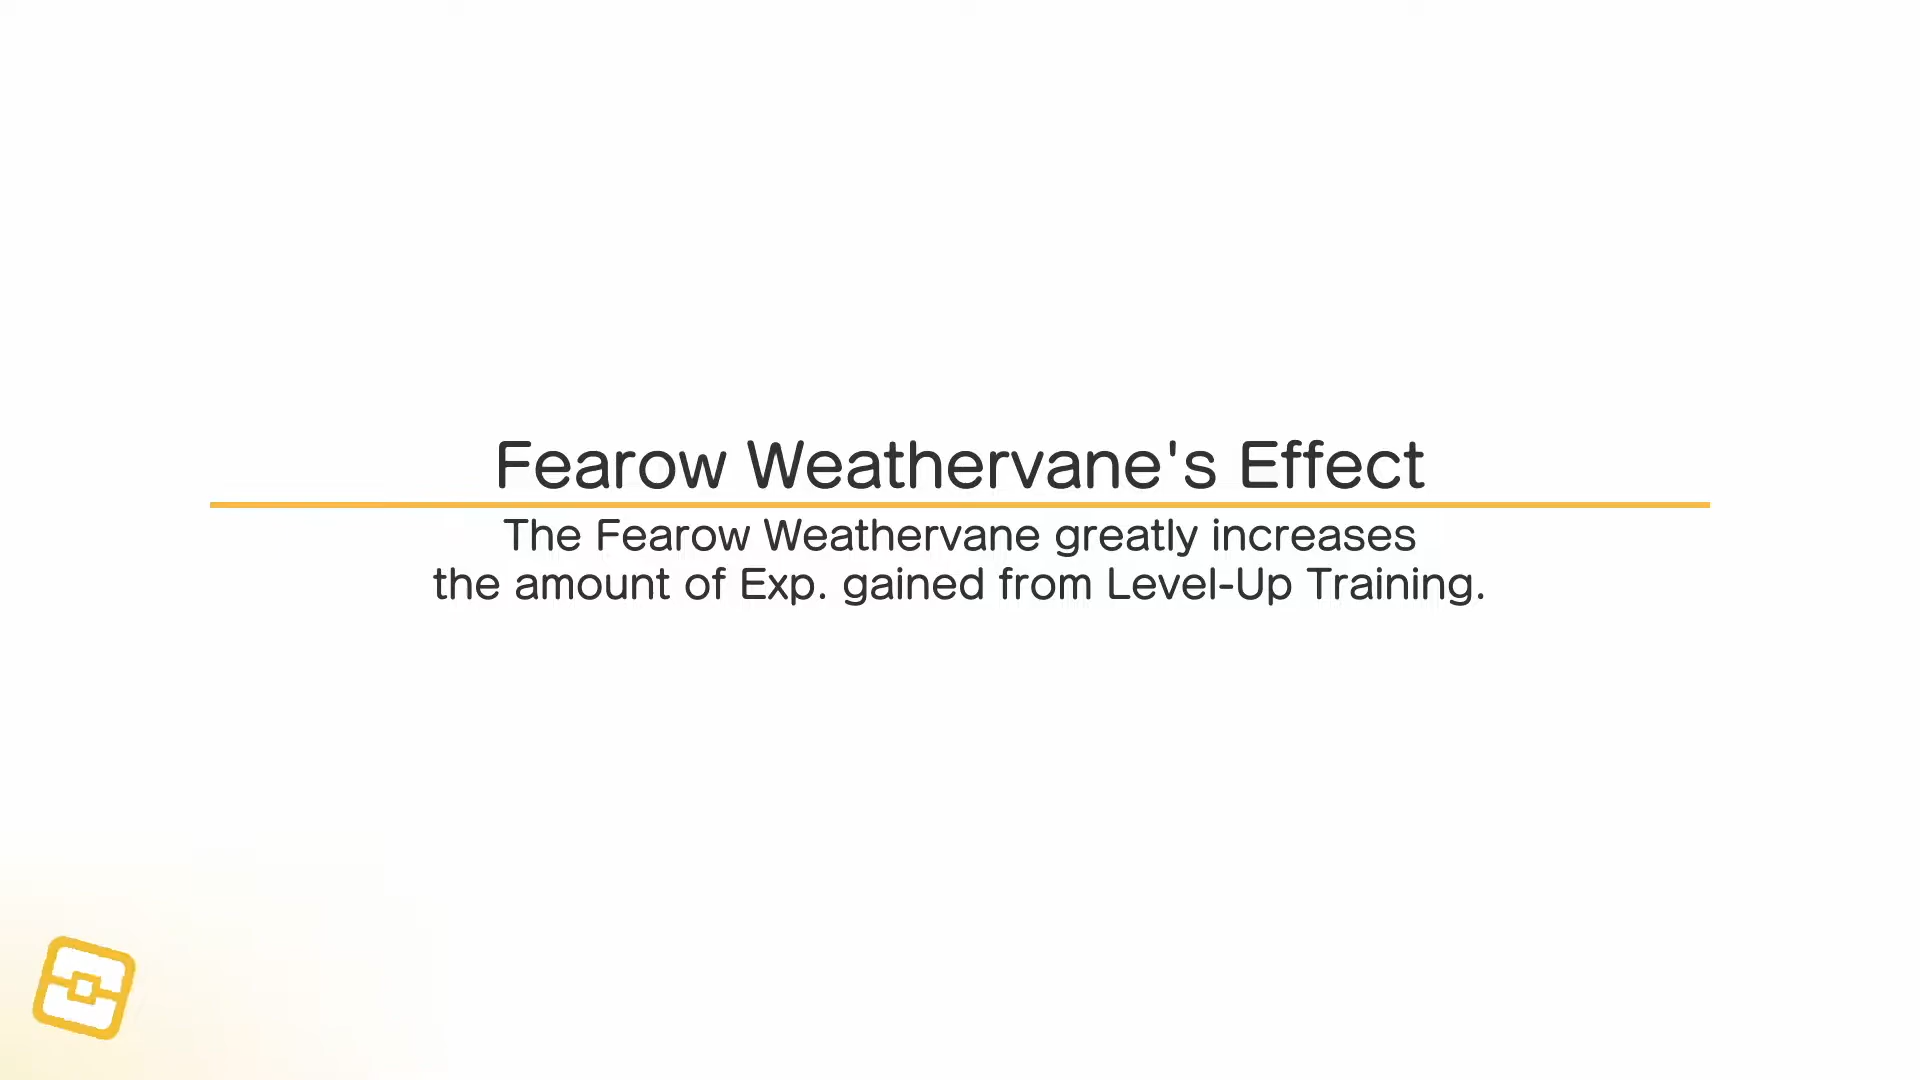 Fearow Weathervane's Effect
The Fearow Weathervane greatly increases
the amount of Exp. gained from Level-Up Training.